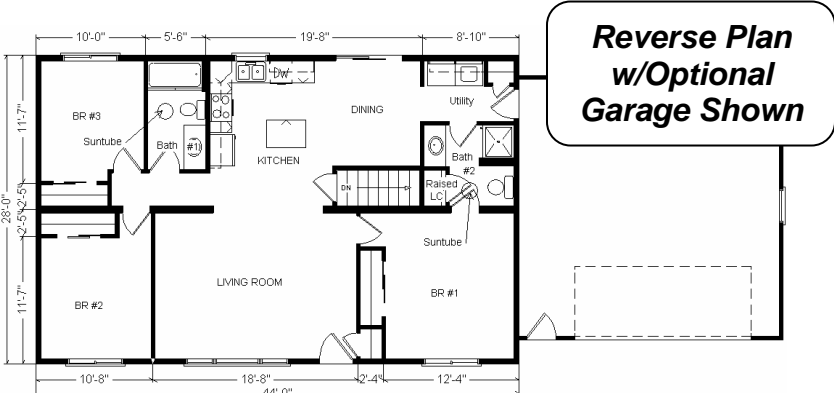 Reverse Plan
w/Optional
Garage Shown
10'-0" 5'-6" 19'-8" 8'-10"
11'-7"
2'-5"
28'-0"
2'-5"
11'-7"
BR #3
Suntube
Bath
#1
DW
DINING
KITCHEN
Utility
Bath
#2
DN
Raised
LC
Suntube
LIVING ROOM
BR #2
BR #1
10'-8" 18'-8" 2'-4" 12'-4"
44'-0"